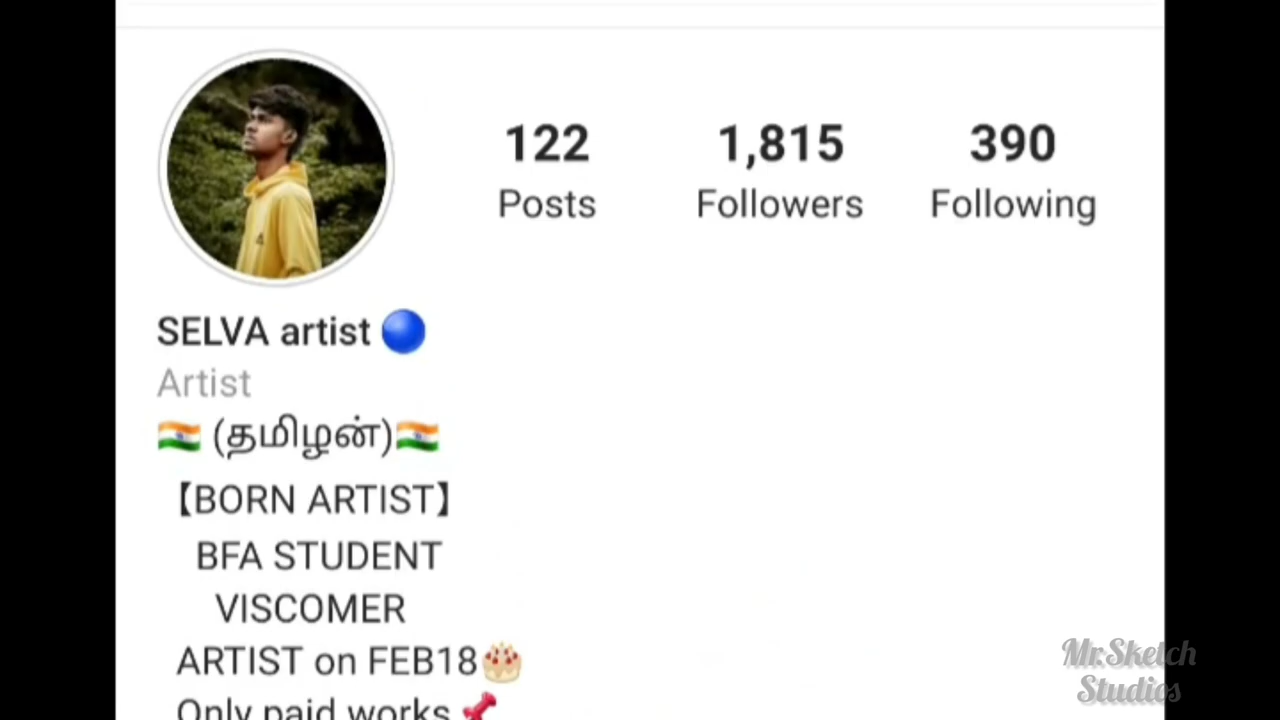 122 1,815 390
Posts Followers Following
SELVA artist 🔵
Artist
🇮🇳 (தமிழன்)🇮🇳
【BORN ARTIST】
BFA STUDENT
VISCOMER
ARTIST on FEB18🎂
Only paid works 📌
Mr.Sketch
Studios